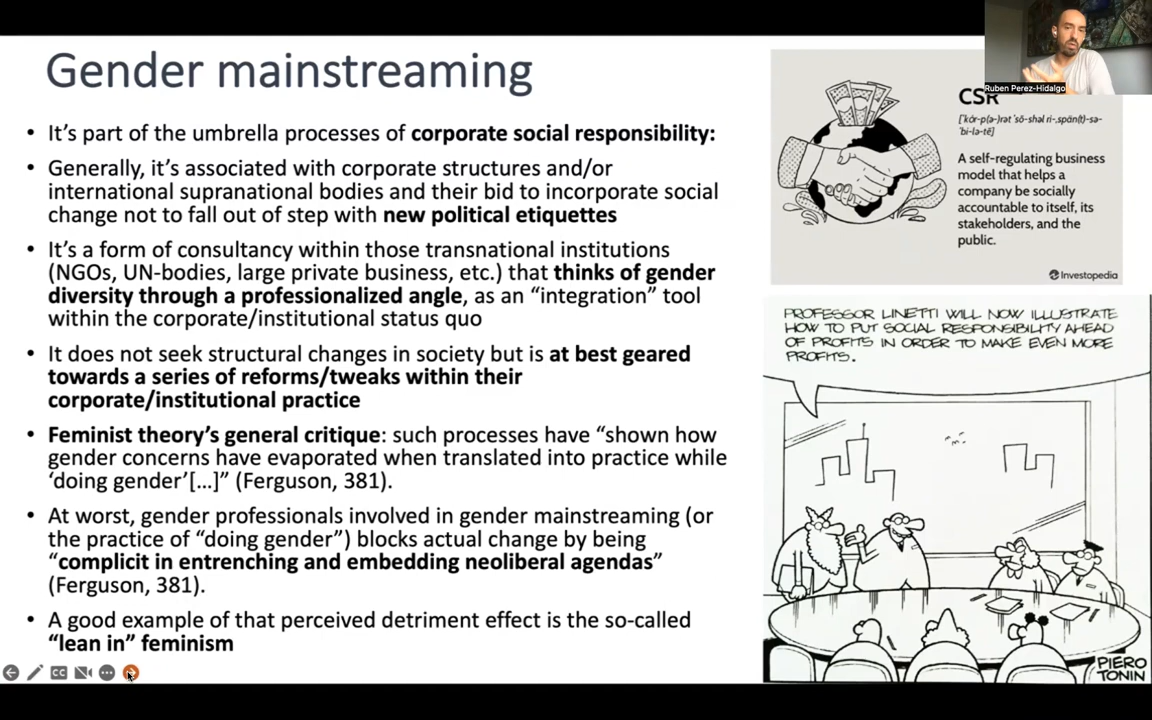 Gender mainstreaming
• It’s part of the umbrella processes of corporate social responsibility:
• Generally, it’s associated with corporate structures and/or
international supranational bodies and their bid to incorporate social
change not to fall out of step with new political etiquettes
• It’s a form of consultancy within those transnational institutions
(NGOs, UN-bodies, large private business, etc.) that thinks of gender
diversity through a professionalized angle, as an “integration” tool
within the corporate/institutional status quo
• It does not seek structural changes in society but is at best geared
towards a series of reforms/tweaks within their
corporate/institutional practice
• Feminist theory’s general critique: such processes have “shown how
gender concerns have evaporated when translated into practice while
‘doing gender’[…]” (Ferguson, 381).
• At worst, gender professionals involved in gender mainstreaming (or
the practice of “doing gender”) blocks actual change by being
“complicit in entrenching and embedding neoliberal agendas”
(Ferguson, 381).
• A good example of that perceived detriment effect is the so-called
“lean in” feminism
CC
Ruben Perez-Hidalgo
CSR
['kȯr-p(ə-)rət 'sō-shəl ri-ˌspän(t)-sə-
'bi-lə-tē]
A self-regulating business
model that helps a
company be socially
accountable to itself, its
stakeholders, and the
public.
Investopedia
PROFESSOR LINETTI WILL NOW ILLUSTRATE
HOW TO PUT SOCIAL RESPONSIBILITY AHEAD
OF PROFITS IN ORDER TO MAKE EVEN MORE
PROFITS.
PIERO
TONIN